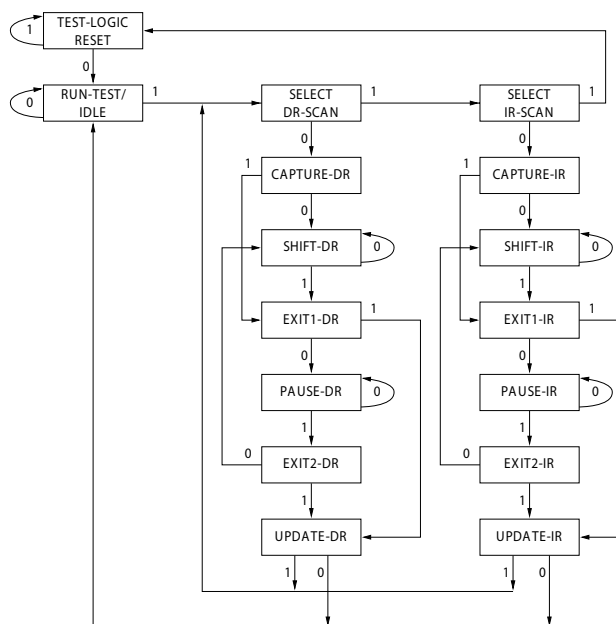 TEST-LOGIC
RESET
1
0
RUN-TEST/
IDLE
0
1
SELECT
DR-SCAN
1
SELECT
IR-SCAN
1
0
0
1
CAPTURE-DR
1
CAPTURE-IR
0
0
SHIFT-DR
0
SHIFT-IR
0
1
1
EXIT1-DR
1
EXIT1-IR
1
0
0
PAUSE-DR
0
PAUSE-IR
0
1
1
0
EXIT2-DR
0
EXIT2-IR
1
1
UPDATE-DR
UPDATE-IR
1
0
1
0